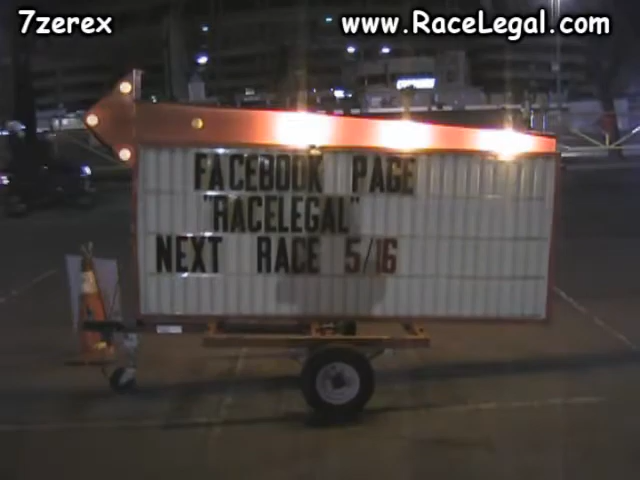 7zerex
www.RaceLegal.com
FACEBOOK PAGE
"RACELEGAL"
NEXT RACE 5/16